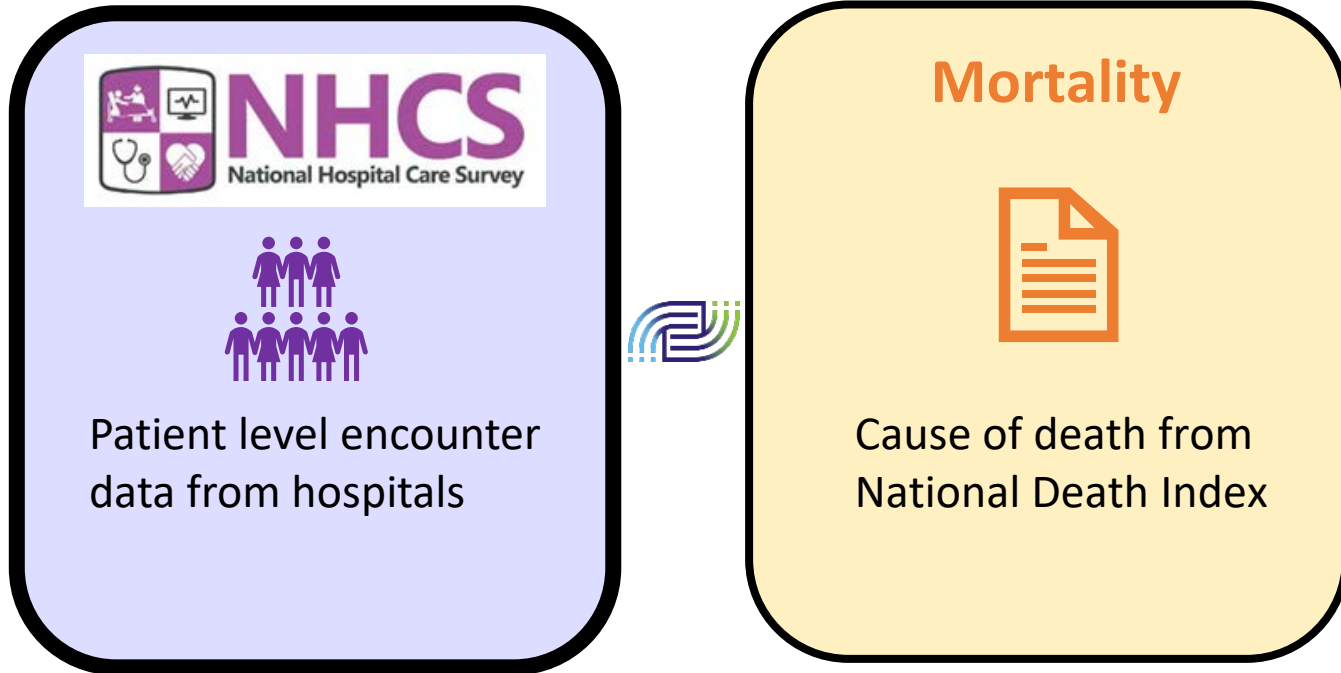 NHCS
National Hospital Care Survey
Patient level encounter
data from hospitals
Mortality
Cause of death from
National Death Index